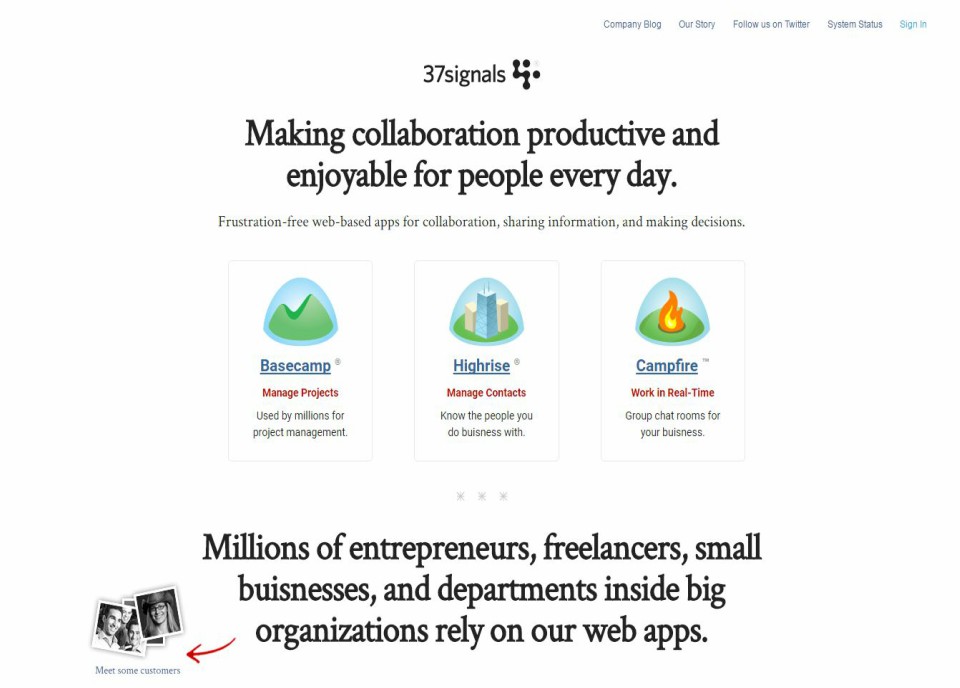 Company Blog Our Story Follow us on Twitter System Status Sign In
37signals
Making collaboration productive and
enjoyable for people every day.
Frustration-free web-based apps for collaboration, sharing information, and making decisions.
Basecamp ®
Manage Projects
Used by millions for
project management.
Highrise ®
Manage Contacts
Know the people you
do buisness with.
Campfire ™
Work in Real-Time
Group chat rooms for
your buisness.
Millions of entrepreneurs, freelancers, small
buisnesses, and departments inside big
organizations rely on our web apps.
Meet some customers